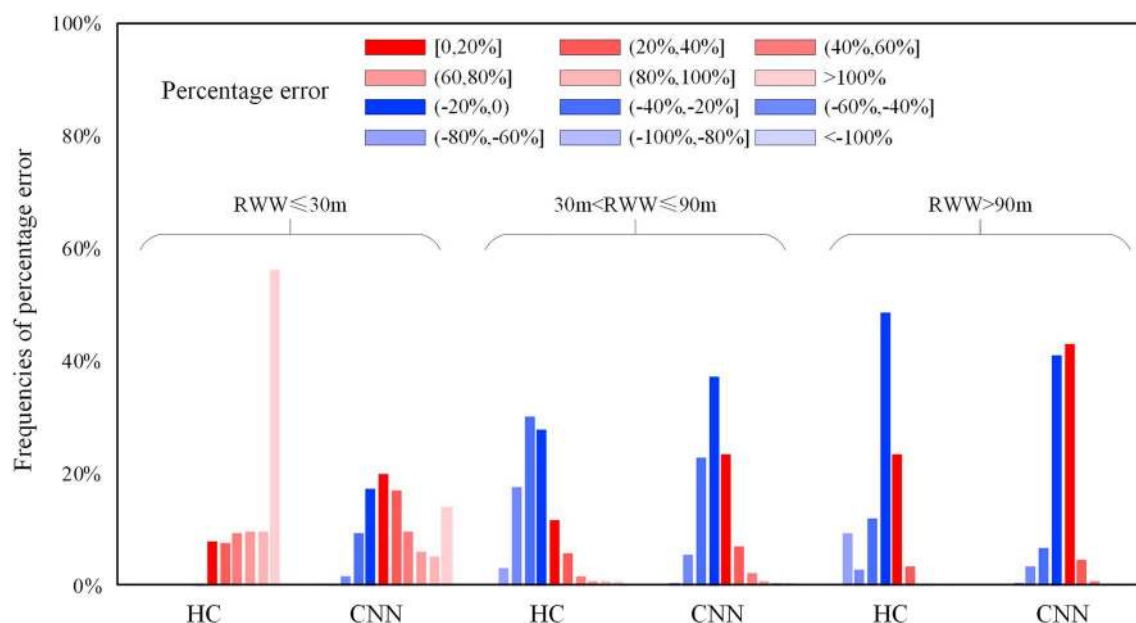 100%
80%
60%
40%
20%
0%
Frequencies of percentage error
Percentage error
[0,20%] (20%,40%] (40%,60%]
(60,80%] (80%,100%] >100%
(-20%,0) (-40%,-20%] (-60%,-40%]
(-80%,-60%] (-100%,-80%] <-100%
RWW≤30m 30m<RWW≤90m RWW>90m
HC CNN HC CNN HC CNN